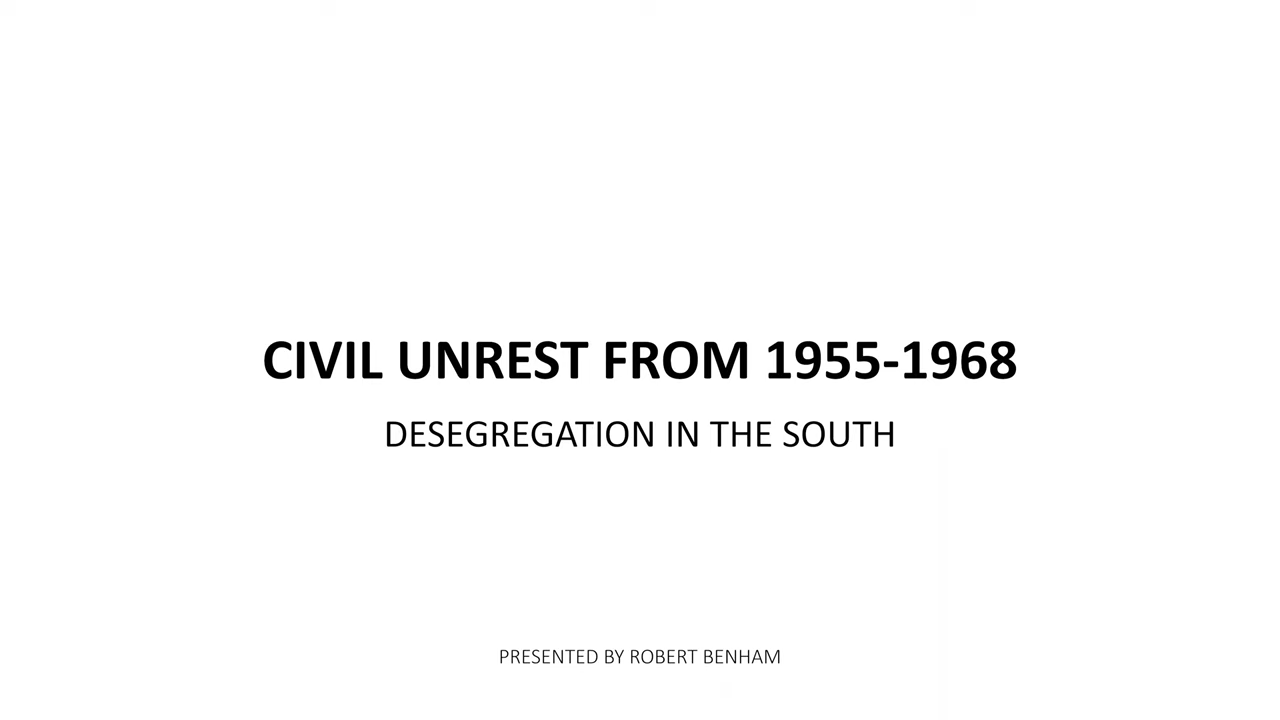 CIVIL UNREST FROM 1955-1968
DESEGREGATION IN THE SOUTH
PRESENTED BY ROBERT BENHAM